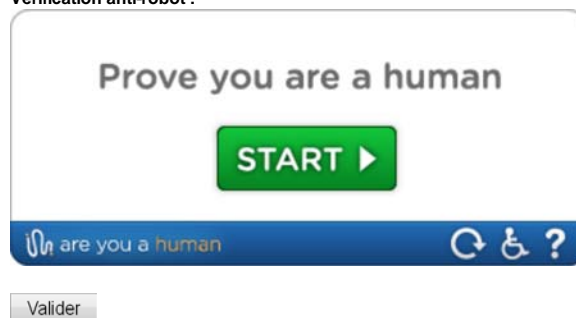 Vérification anti-robot :
Prove you are a human
START
are you a human
?
Valider